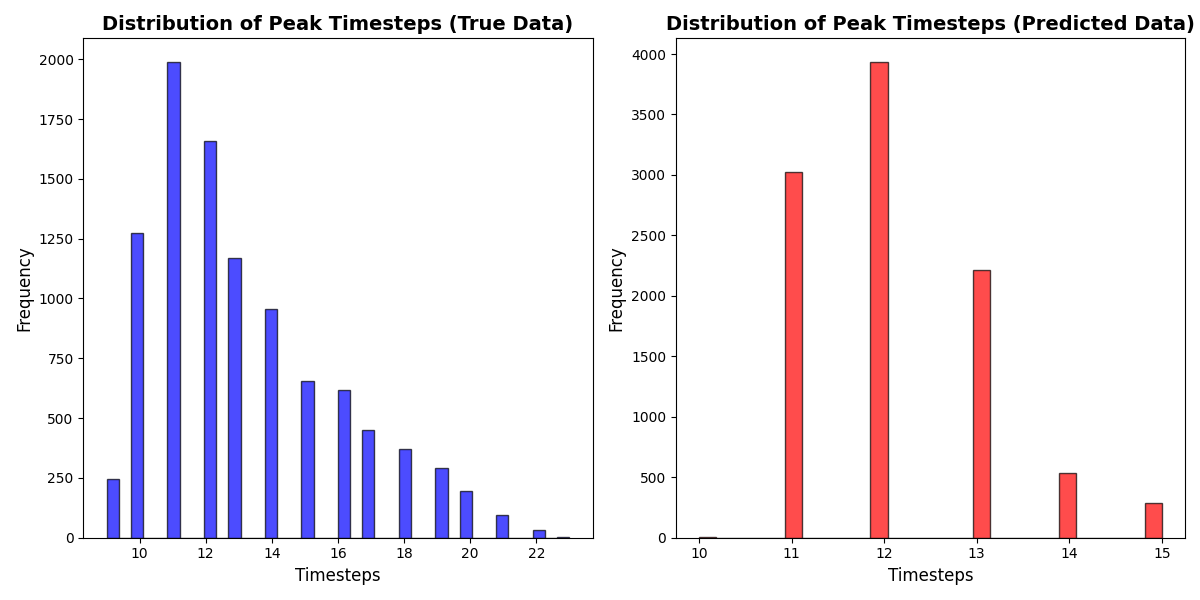 Distribution of Peak Timesteps (True Data)
Frequency
2000
1750
1500
1250
1000
750
500
250
0
10 12 14 16 18 20 22
Timesteps
Distribution of Peak Timesteps (Predicted Data)
Frequency
4000
3500
3000
2500
2000
1500
1000
500
0
10 11 12 13 14 15
Timesteps